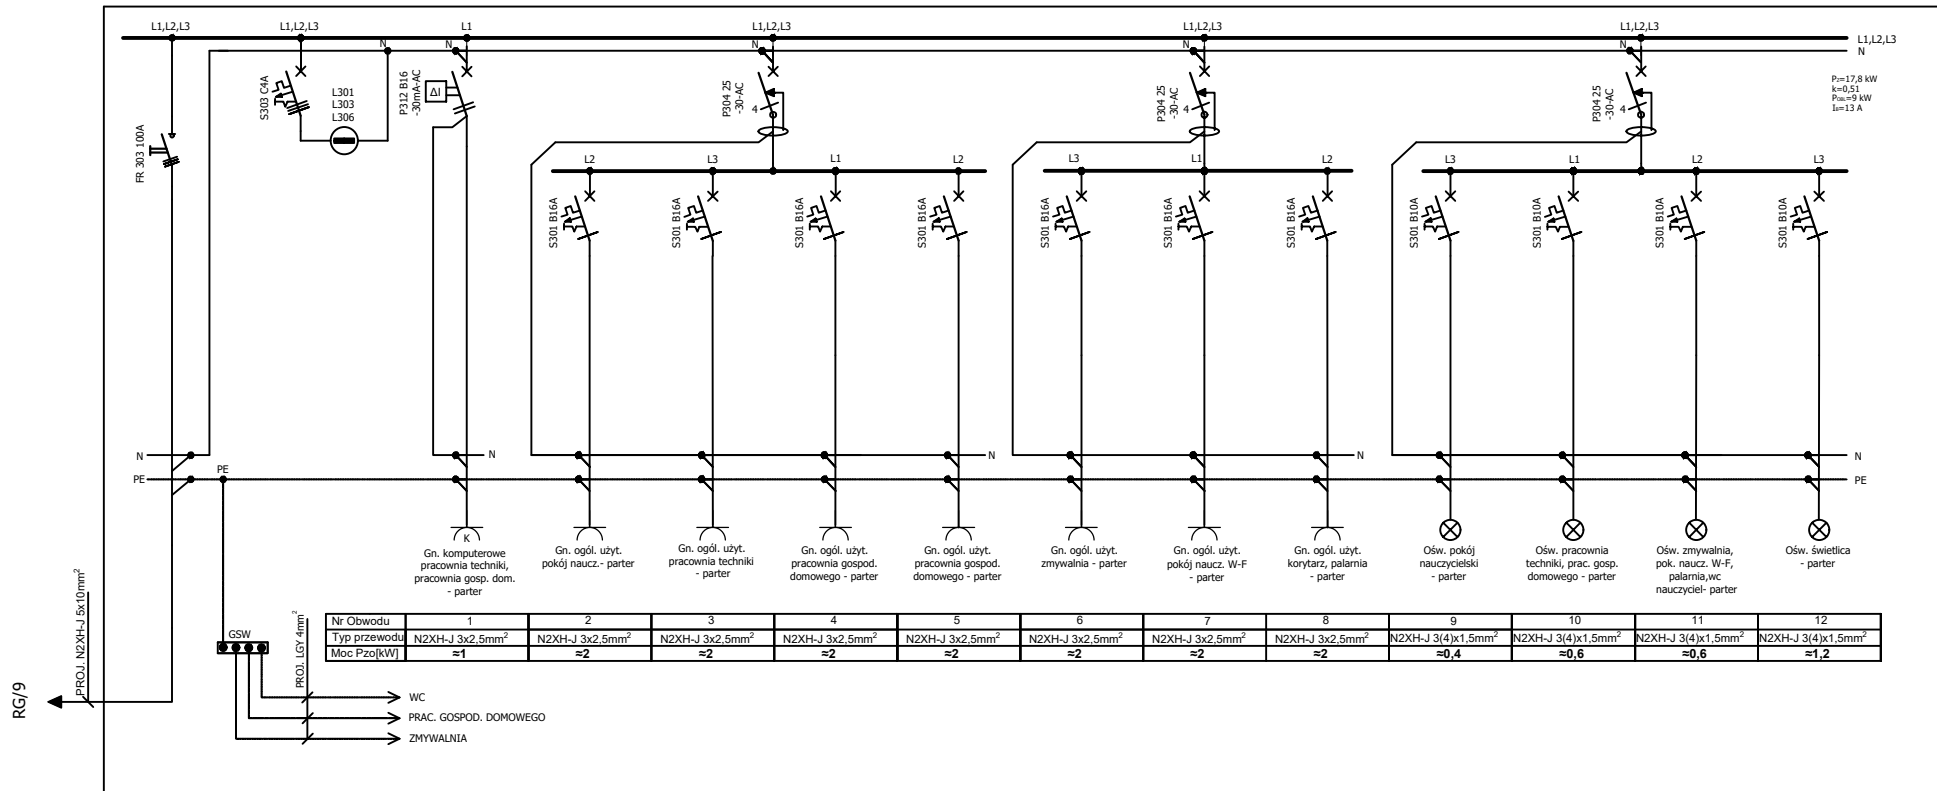 L1,L2,L3
L1,L2,L3
L1
L1,L2,L3
L1,L2,L3
L1,L2,L3
L1,L2,L3
N
N
N
N
N
N
P₂=17,8 kW
k=0,51
Pobl.=9 kW
Iв=13 A
FR 303 100A
S303 C4A
L301
L303
L306
P312 B16
-30mA-AC
ΔI
P304 25
-30-AC
4
P304 25
-30-AC
4
P304 25
-30-AC
4
L2
L3
L1
L2
L3
L1
L2
L3
L1
L2
L3
S301 B16A
S301 B16A
S301 B16A
S301 B16A
S301 B16A
S301 B16A
S301 B16A
S301 B10A
S301 B10A
S301 B10A
S301 B10A
N
N
N
N
N
PE
PE
PE
K
Gn. komputerowe
pracownia techniki,
pracownia gosp. dom.
- parter
Gn. ogól. użyt.
pokój naucz.- parter
Gn. ogól. użyt.
pracownia techniki
- parter
Gn. ogól. użyt.
pracownia gospod.
domowego - parter
Gn. ogól. użyt.
pracownia gospod.
domowego - parter
Gn. ogól. użyt.
zmywalnia - parter
Gn. ogól. użyt.
pokój naucz. W-F
- parter
Gn. ogól. użyt.
korytarz, palarnia
- parter
Ośw. pokój
nauczycielski
- parter
Ośw. pracownia
techniki, prac. gosp.
domowego - parter
Ośw. zmywalnia,
pok. naucz. W-F,
palarnia,wc
nauczyciel- parter
Ośw. świetlica
- parter
Nr Obwodu 1 2 3 4 5 6 7 8 9 10 11 12
Typ przewodu N2XH-J 3x2,5mm² N2XH-J 3x2,5mm² N2XH-J 3x2,5mm² N2XH-J 3x2,5mm² N2XH-J 3x2,5mm² N2XH-J 3x2,5mm² N2XH-J 3x2,5mm² N2XH-J 3x2,5mm² N2XH-J 3(4)x1,5mm² N2XH-J 3(4)x1,5mm² N2XH-J 3(4)x1,5mm² N2XH-J 3(4)x1,5mm²
Moc Pzo[kW] ≈1 ≈2 ≈2 ≈2 ≈2 ≈2 ≈2 ≈2 ≈0,4 ≈0,6 ≈0,6 ≈1,2
GSW
PROJ. LGY 4mm²
PROJ. N2XH-J 5x10mm²
RG/9
WC
PRAC. GOSPOD. DOMOWEGO
ZMYWALNIA